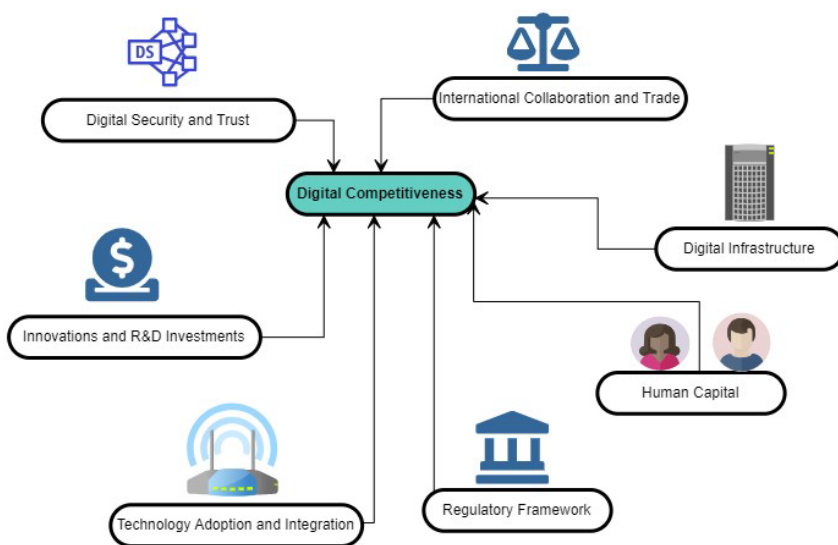 DS
International Collaboration and Trade
Digital Security and Trust
Digital Competitiveness
Digital Infrastructure
Innovations and R&D Investments
Human Capital
Regulatory Framework
Technology Adoption and Integration